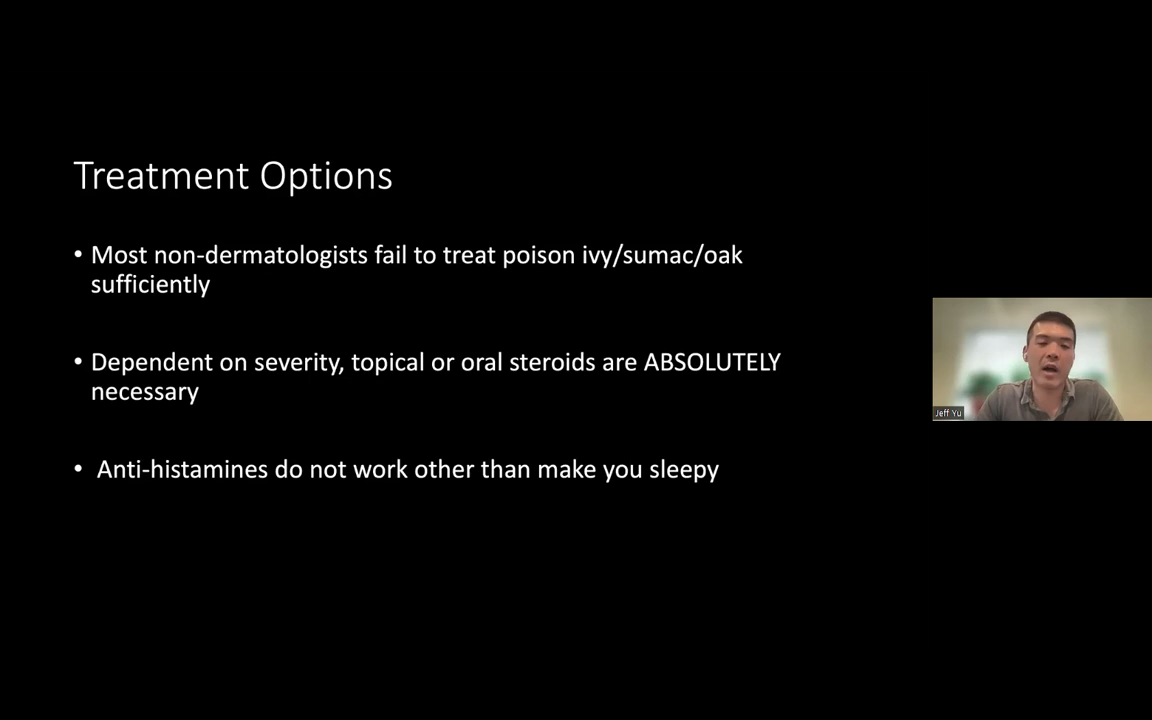 Treatment Options
• Most non-dermatologists fail to treat poison ivy/sumac/oak
sufficiently
• Dependent on severity, topical or oral steroids are ABSOLUTELY
necessary
• Anti-histamines do not work other than make you sleepy
Jeff Yu